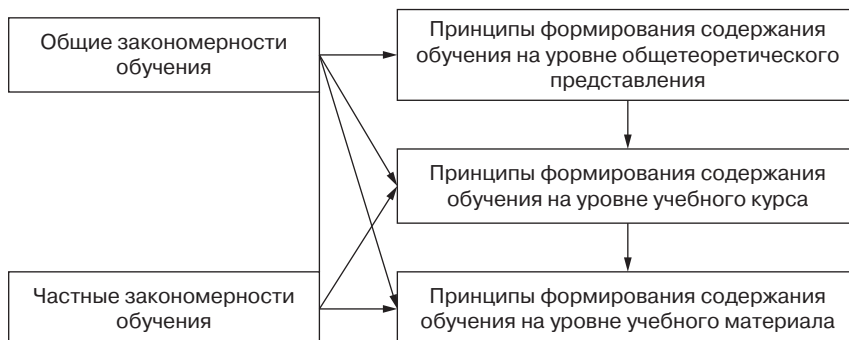 Общие закономерности
обучения
Принципы формирования содержания
обучения на уровне общетеоретического
представления
Принципы формирования содержания
обучения на уровне учебного курса
Частные закономерности
обучения
Принципы формирования содержания
обучения на уровне учебного материала